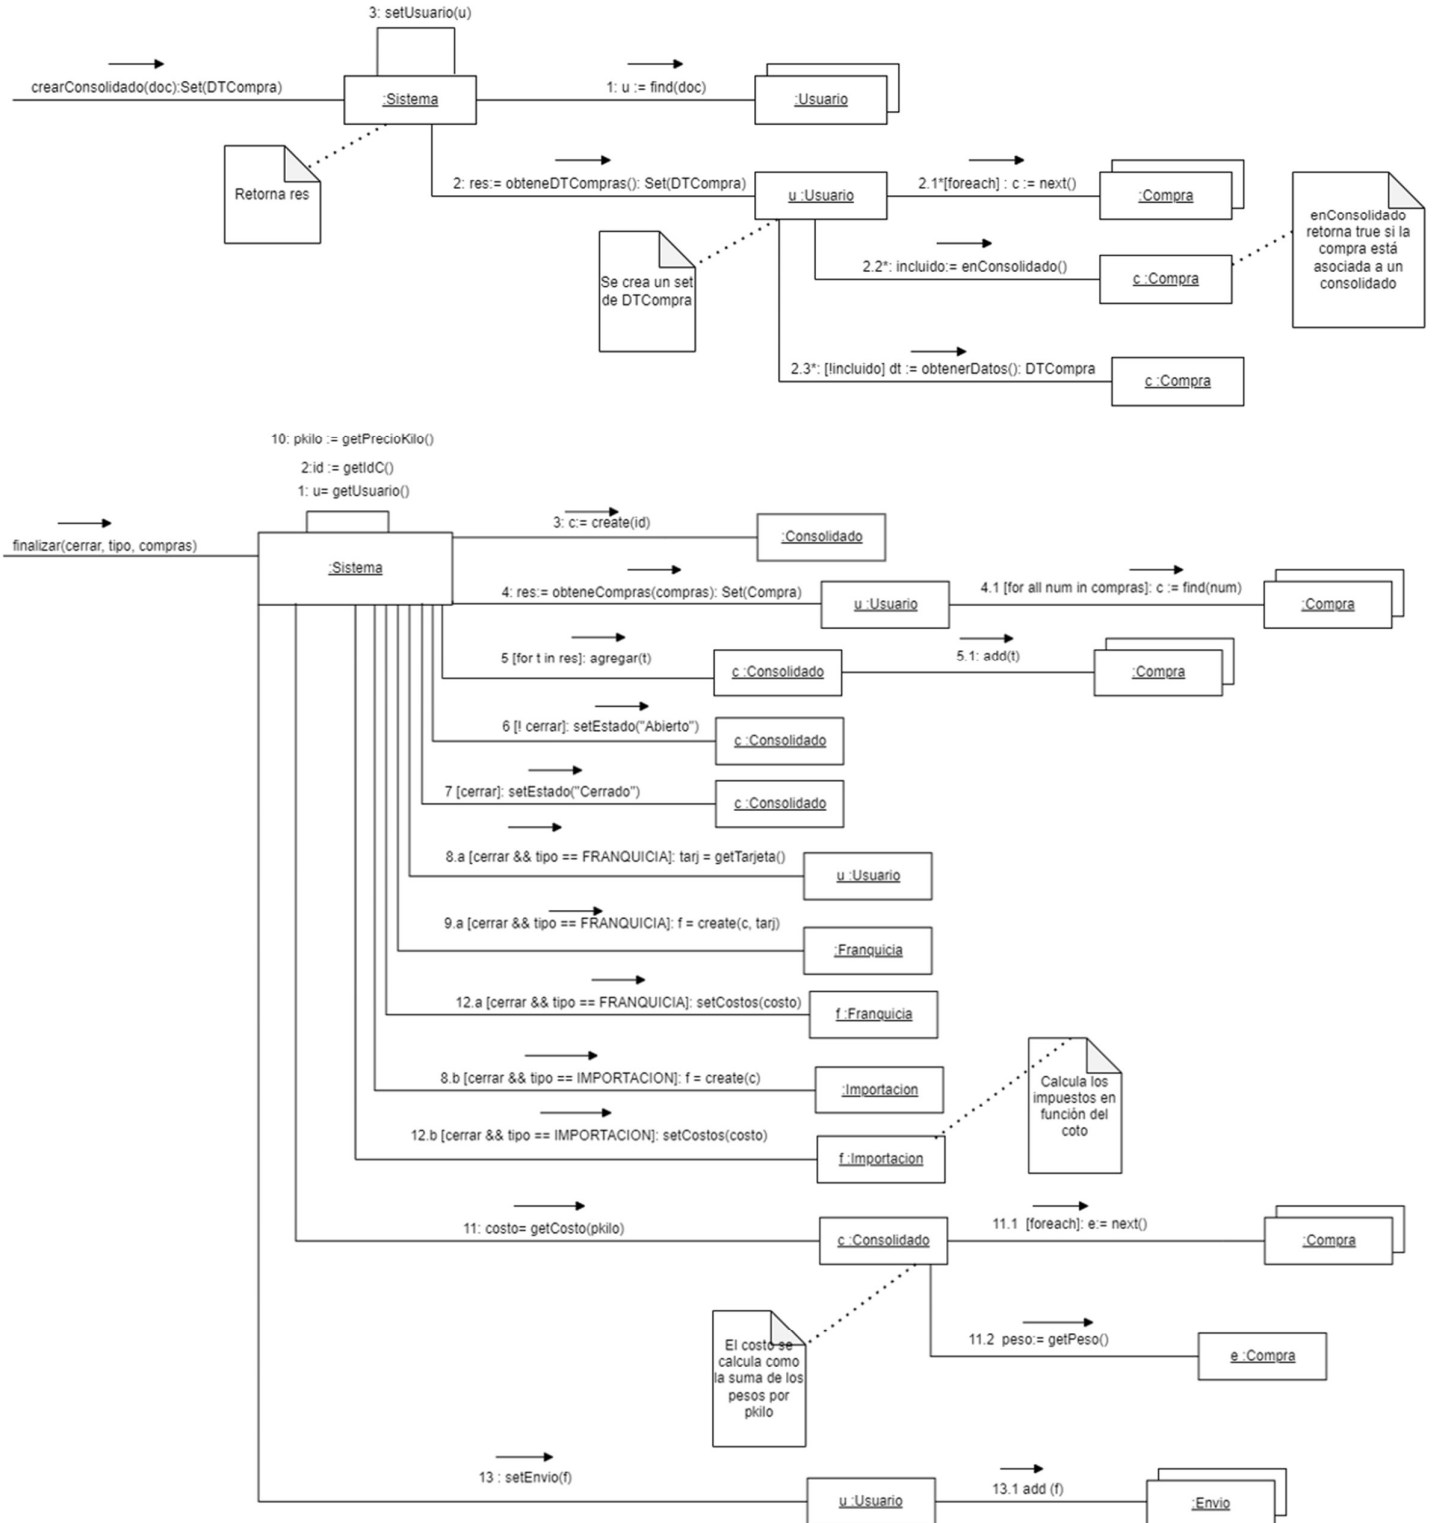 3: setUsuario(u)
crearConsolidado(doc):Set(DTCompra)
:Sistema
1: u := find(doc)
:Usuario
Retorna res
2: res:= obteneDTCompras(): Set(DTCompra)
u :Usuario
2.1*[foreach] : c := next()
:Compra
Se crea un set
de DTCompra
2.2*: incluido:= enConsolidado()
c :Compra
enConsolidado
retorna true si la
compra está
asociada a un
consolidado
2.3*: [!incluido] dt := obtenerDatos(): DTCompra
c :Compra
10: pkilo := getPrecioKilo()
2:id := getIdC()
1: u= getUsuario()
finalizar(cerrar, tipo, compras)
:Sistema
3: c:= create(id)
:Consolidado
4: res:= obteneCompras(compras): Set(Compra)
u :Usuario
4.1 [for all num in compras]: c := find(num)
:Compra
5 [for t in res]: agregar(t)
c :Consolidado
5.1: add(t)
:Compra
6 [! cerrar]: setEstado("Abierto")
c :Consolidado
7 [cerrar]: setEstado("Cerrado")
c :Consolidado
8.a [cerrar && tipo == FRANQUICIA]: tarj = getTarjeta()
u :Usuario
9.a [cerrar && tipo == FRANQUICIA]: f = create(c, tarj)
:Franquicia
12.a [cerrar && tipo == FRANQUICIA]: setCostos(costo)
f :Franquicia
8.b [cerrar && tipo == IMPORTACION]: f = create(c)
:Importacion
12.b [cerrar && tipo == IMPORTACION]: setCostos(costo)
f :Importacion
Calcula los
impuestos en
función del
coto
11: costo= getCosto(pkilo)
c :Consolidado
11.1 [foreach]: e:= next()
:Compra
El costo se
calcula como
la suma de los
pesos por
pkilo
11.2 peso:= getPeso()
e :Compra
13 : setEnvio(f)
u :Usuario
13.1 add (f)
:Envio